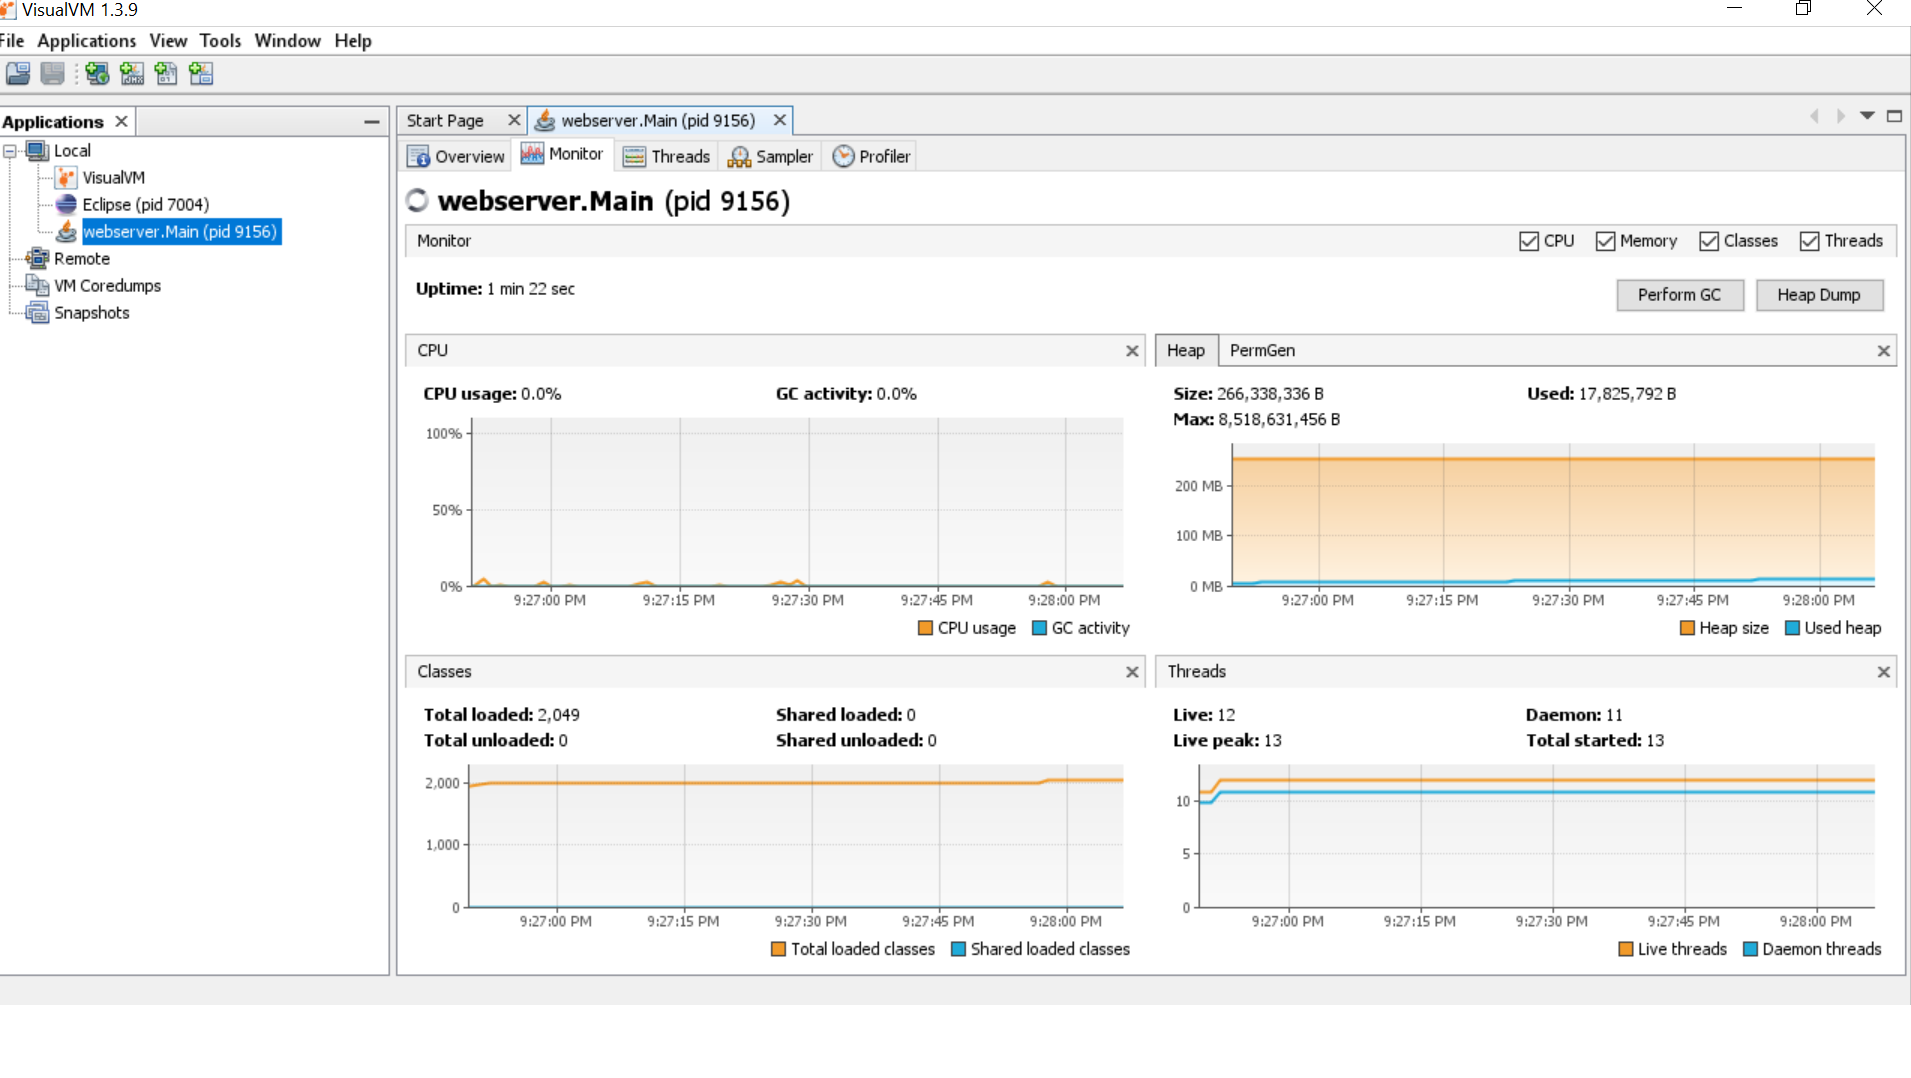 VisualVM 1.3.9
File Applications View Tools Window Help
Applications
Local
VisualVM
Eclipse (pid 7004)
webserver.Main (pid 9156)
Remote
VM Coredumps
Snapshots
Start Page webserver.Main (pid 9156)
Overview Monitor Threads Sampler Profiler
webserver.Main (pid 9156)
Monitor CPU Memory Classes Threads
Uptime: 1 min 22 sec
Perform GC Heap Dump
CPU
CPU usage: 0.0% GC activity: 0.0%
100%
50%
0%
9:27:00 PM 9:27:15 PM 9:27:30 PM 9:27:45 PM 9:28:00 PM
CPU usage GC activity
Heap PermGen
Size: 266,338,336 B Used: 17,825,792 B
Max: 8,518,631,456 B
200 MB
100 MB
0 MB
9:27:00 PM 9:27:15 PM 9:27:30 PM 9:27:45 PM 9:28:00 PM
Heap size Used heap
Classes
Total loaded: 2,049 Shared loaded: 0
Total unloaded: 0 Shared unloaded: 0
2,000
1,000
0
9:27:00 PM 9:27:15 PM 9:27:30 PM 9:27:45 PM 9:28:00 PM
Total loaded classes Shared loaded classes
Threads
Live: 12 Daemon: 11
Live peak: 13 Total started: 13
10
5
0
9:27:00 PM 9:27:15 PM 9:27:30 PM 9:27:45 PM 9:28:00 PM
Live threads Daemon threads